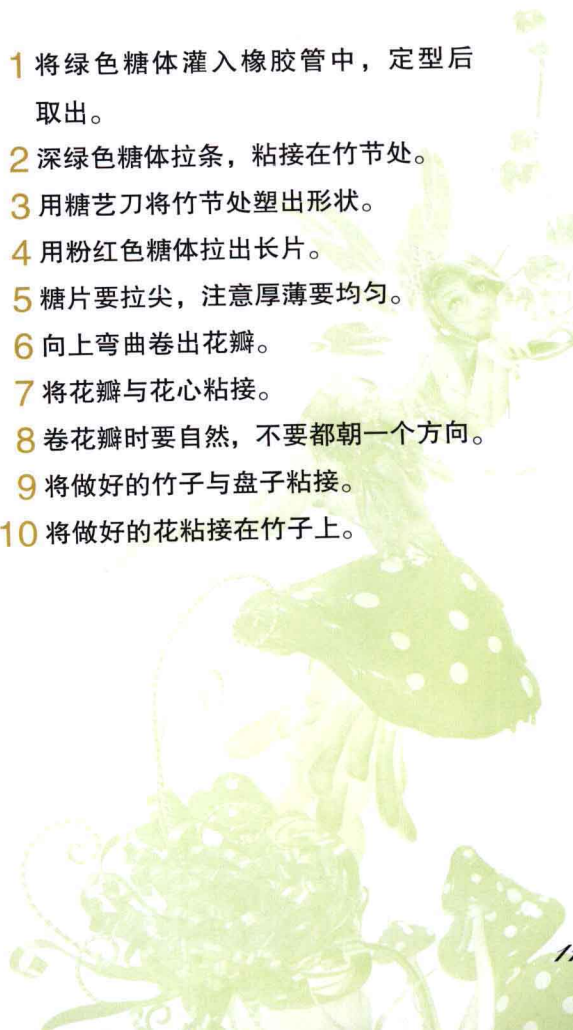 1 将绿色糖体灌入橡胶管中，定型后
取出。
2 深绿色糖体拉条，粘接在竹节处。
3 用糖艺刀将竹节处塑出形状。
4 用粉红色糖体拉出长片。
5 糖片要拉尖，注意厚薄要均匀。
6 向上弯曲卷出花瓣。
7 将花瓣与花心粘接。
8 卷花瓣时要自然，不要都朝一个方向。
9 将做好的竹子与盘子粘接。
10 将做好的花粘接在竹子上。